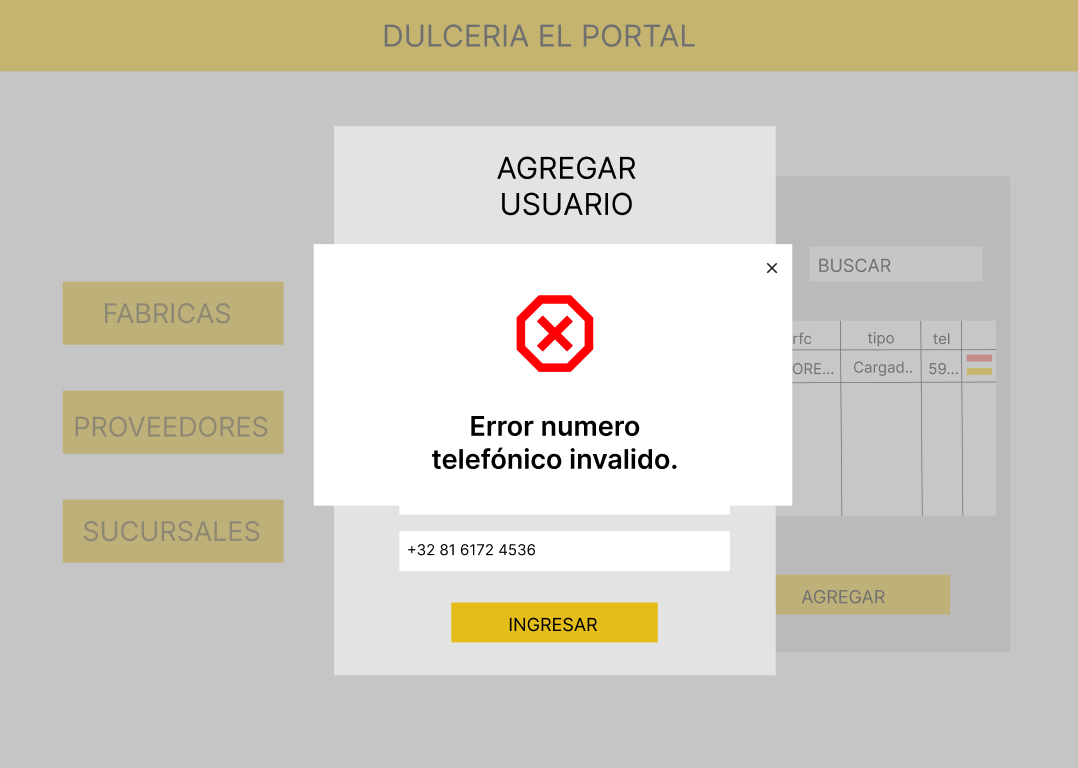 DULCERIA EL PORTAL
AGREGAR
USUARIO
BUSCAR
FABRICAS
PROVEEDORES
SUCURSALES
rfc tipo tel
ORE... Cargad.. 59...
Error numero
telefónico invalido.
+32 81 6172 4536
INGRESAR
AGREGAR